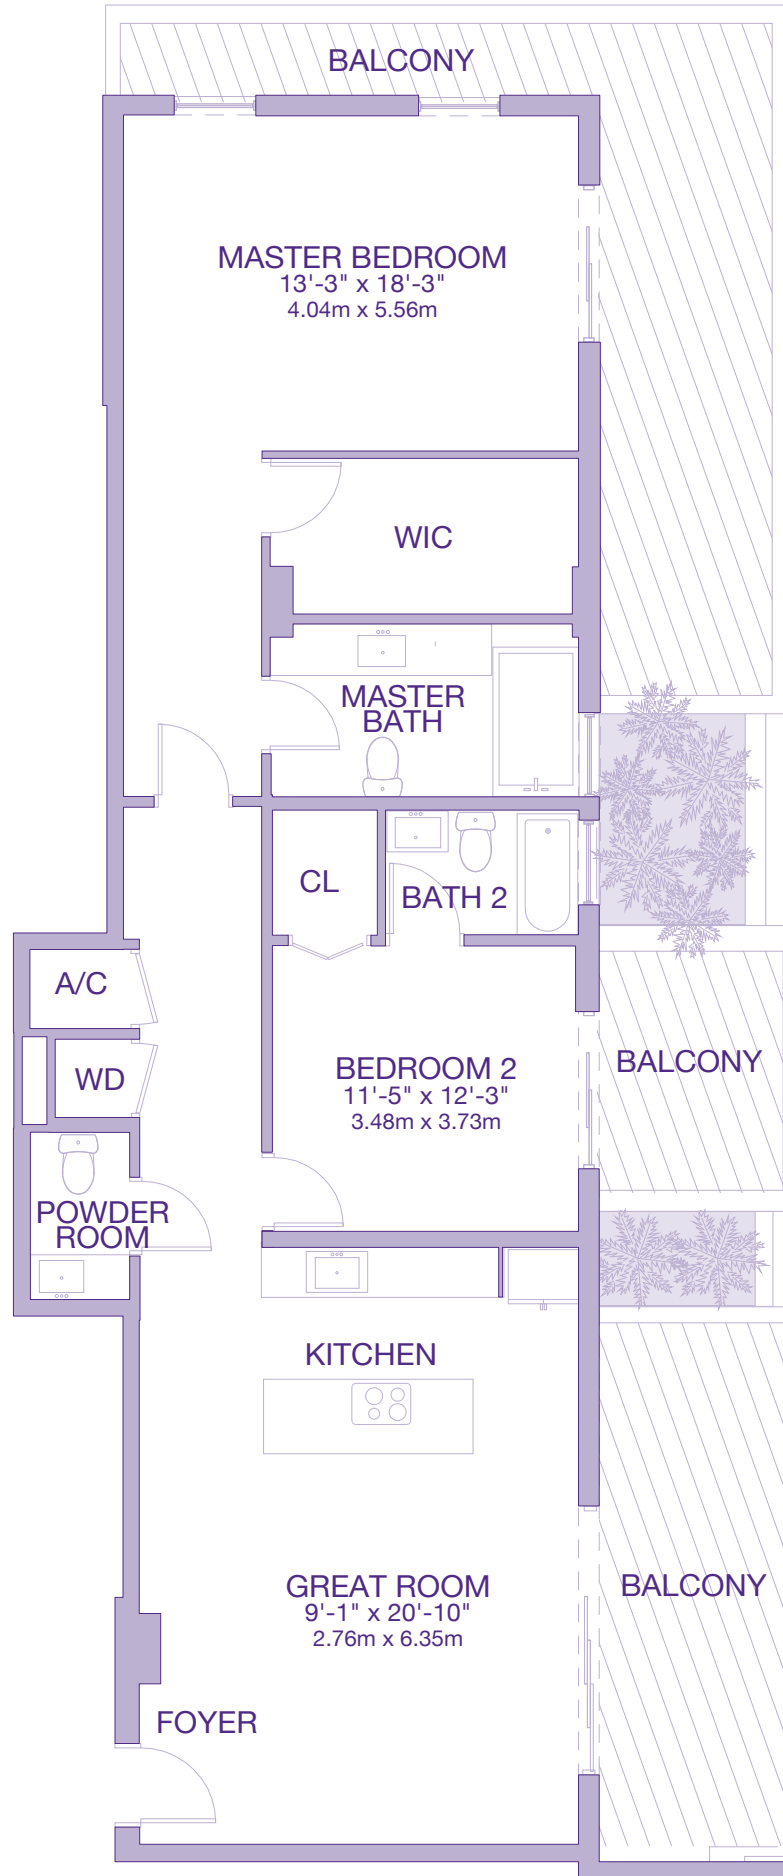 BALCONY
MASTER BEDROOM
13'-3" x 18'-3"
4.04m x 5.56m
WIC
MASTER
BATH
CL
BATH 2
A/C
WD
BEDROOM 2
11'-5" x 12'-3"
3.48m x 3.73m
BALCONY
POWDER
ROOM
KITCHEN
GREAT ROOM
9'-1" x 20'-10"
2.76m x 6.35m
BALCONY
FOYER